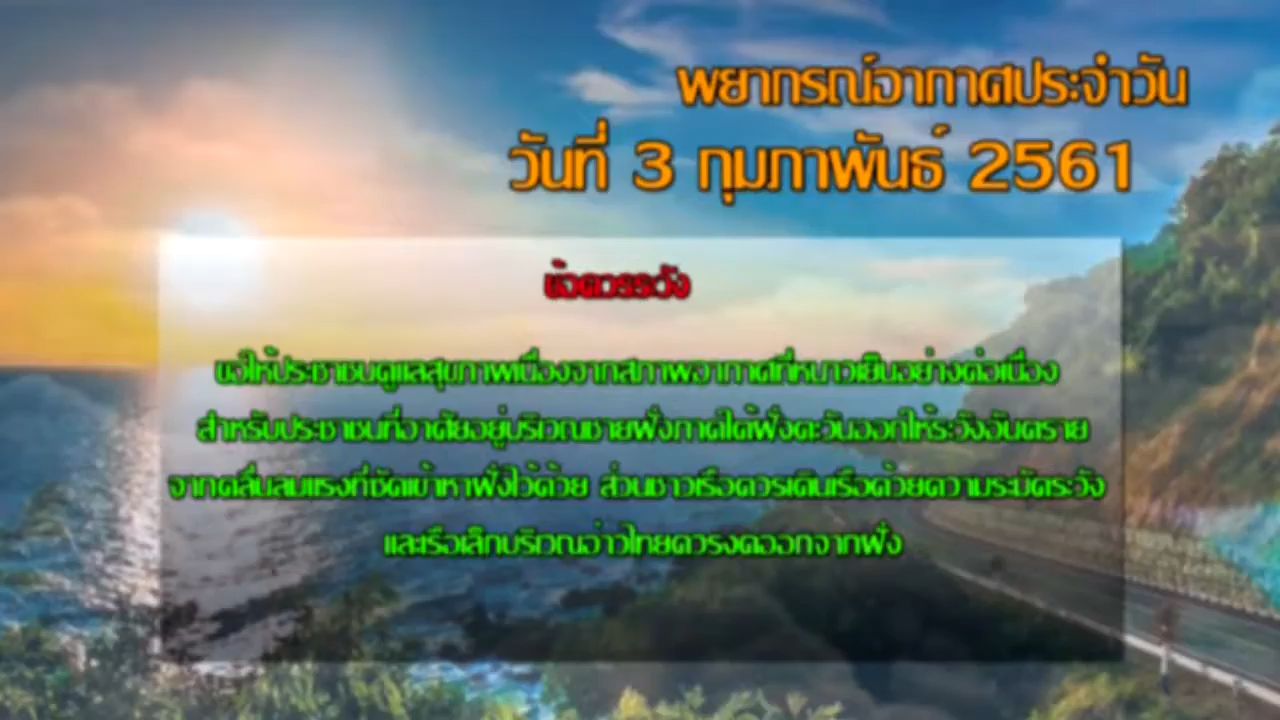 พยากรณ์อากาศประจำวัน
วันที่ 3 กุมภาพันธ์ 2561
ข้อควรระวัง
ขอให้ประชาชนดูแลสุขภาพเนื่องจากสภาพอากาศที่หนาวเย็นอย่างต่อเนื่อง
สำหรับประชาชนที่อาศัยอยู่บริเวณชายฝั่งภาคใต้ฝั่งตะวันออกให้ระวังอันตราย
จากคลื่นลมแรงที่ซัดเข้าหาฝั่งไว้ด้วย ส่วนชาวเรือควรเดินเรือด้วยความระมัดระวัง
และเรือเล็กบริเวณอ่าวไทยควรงดออกจากฝั่ง